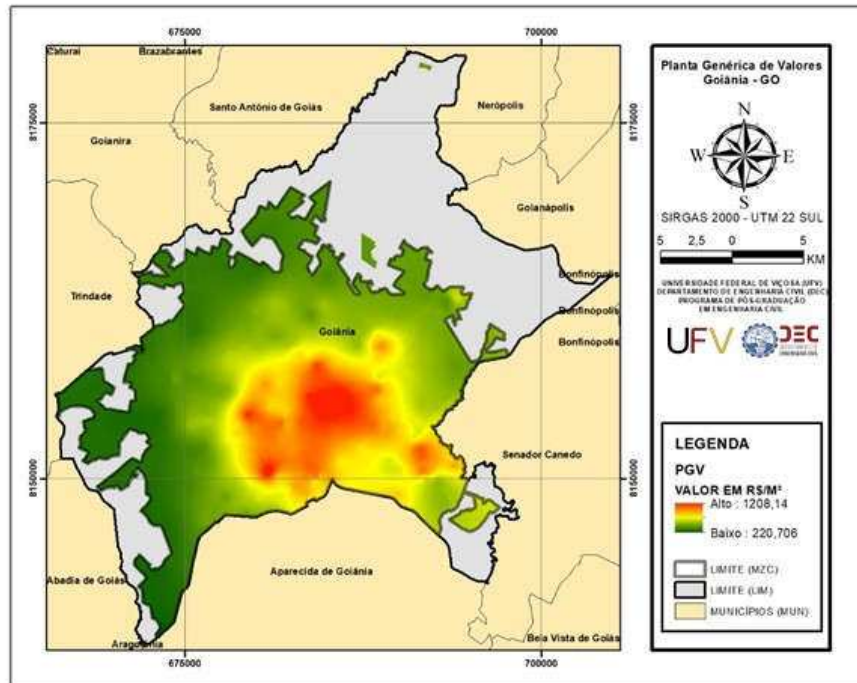 675000
700000
Caturai
Brazabrantes
Santo Antônio de Goiás
Nerópolis
8175000
8175000
Goianira
Goianápolis
Trindade
Bonfinópolis
Bonfinópolis
Goiânia
Bonfinópolis
Senador Canedo
8150000
8150000
Abadia de Goiás
Aparecida de Goiânia
Bela Vista de Goiás
675000
700000
Planta Genérica de Valores
Goiânia - GO
N
W
E
S
SIRGAS 2000 - UTM 22 SUL
5 2,5 0 5
KM
UNIVERSIDADE FEDERAL DE VIÇOSA (UFV)
DEPARTAMENTO DE ENGENHARIA CIVIL (DEC)
PROGRAMA DE PÓS-GRADUAÇÃO
EM ENGENHARIA CIVIL
UFV
DEC
LEGENDA
PGV
VALOR EM R$/M²
Alto : 1208,14
Baixo : 220,706
LIMITE (MZC)
LIMITE (LIM)
MUNICÍPIOS (MUN)